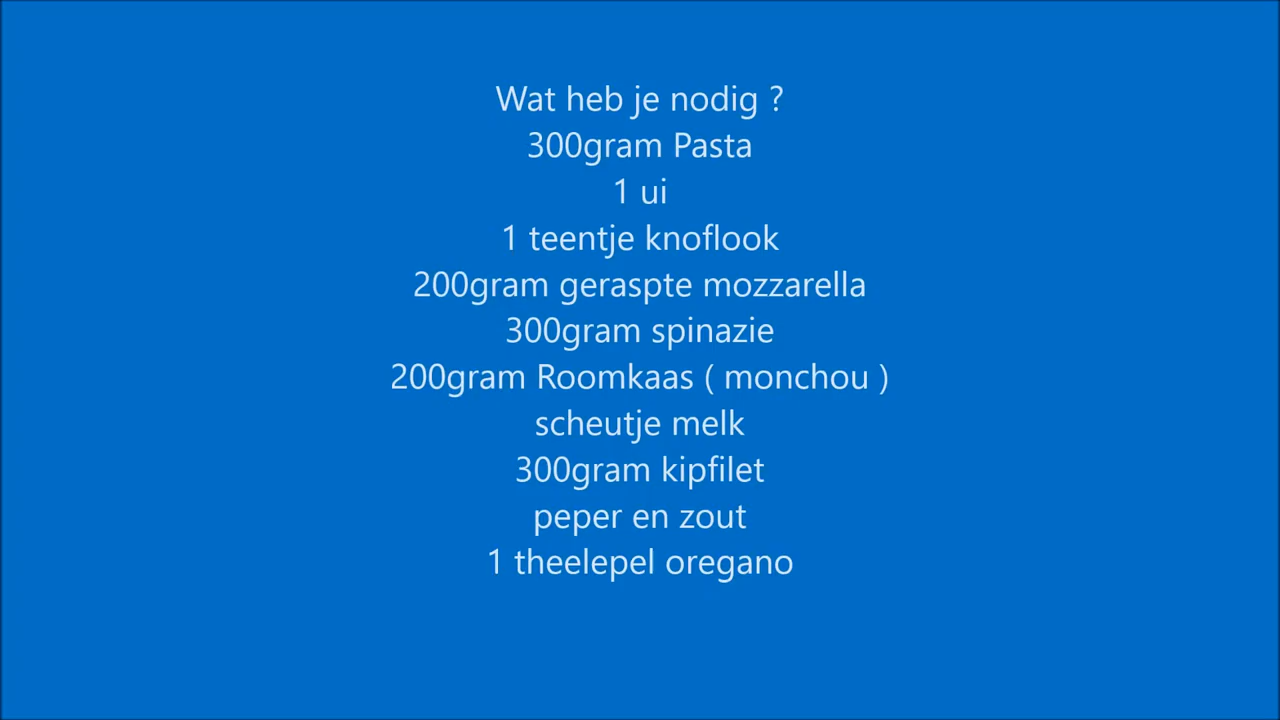 Wat heb je nodig ?
300gram Pasta
1 ui
1 teentje knoflook
200gram geraspte mozzarella
300gram spinazie
200gram Roomkaas ( monchou )
scheutje melk
300gram kipfilet
peper en zout
1 theelepel oregano